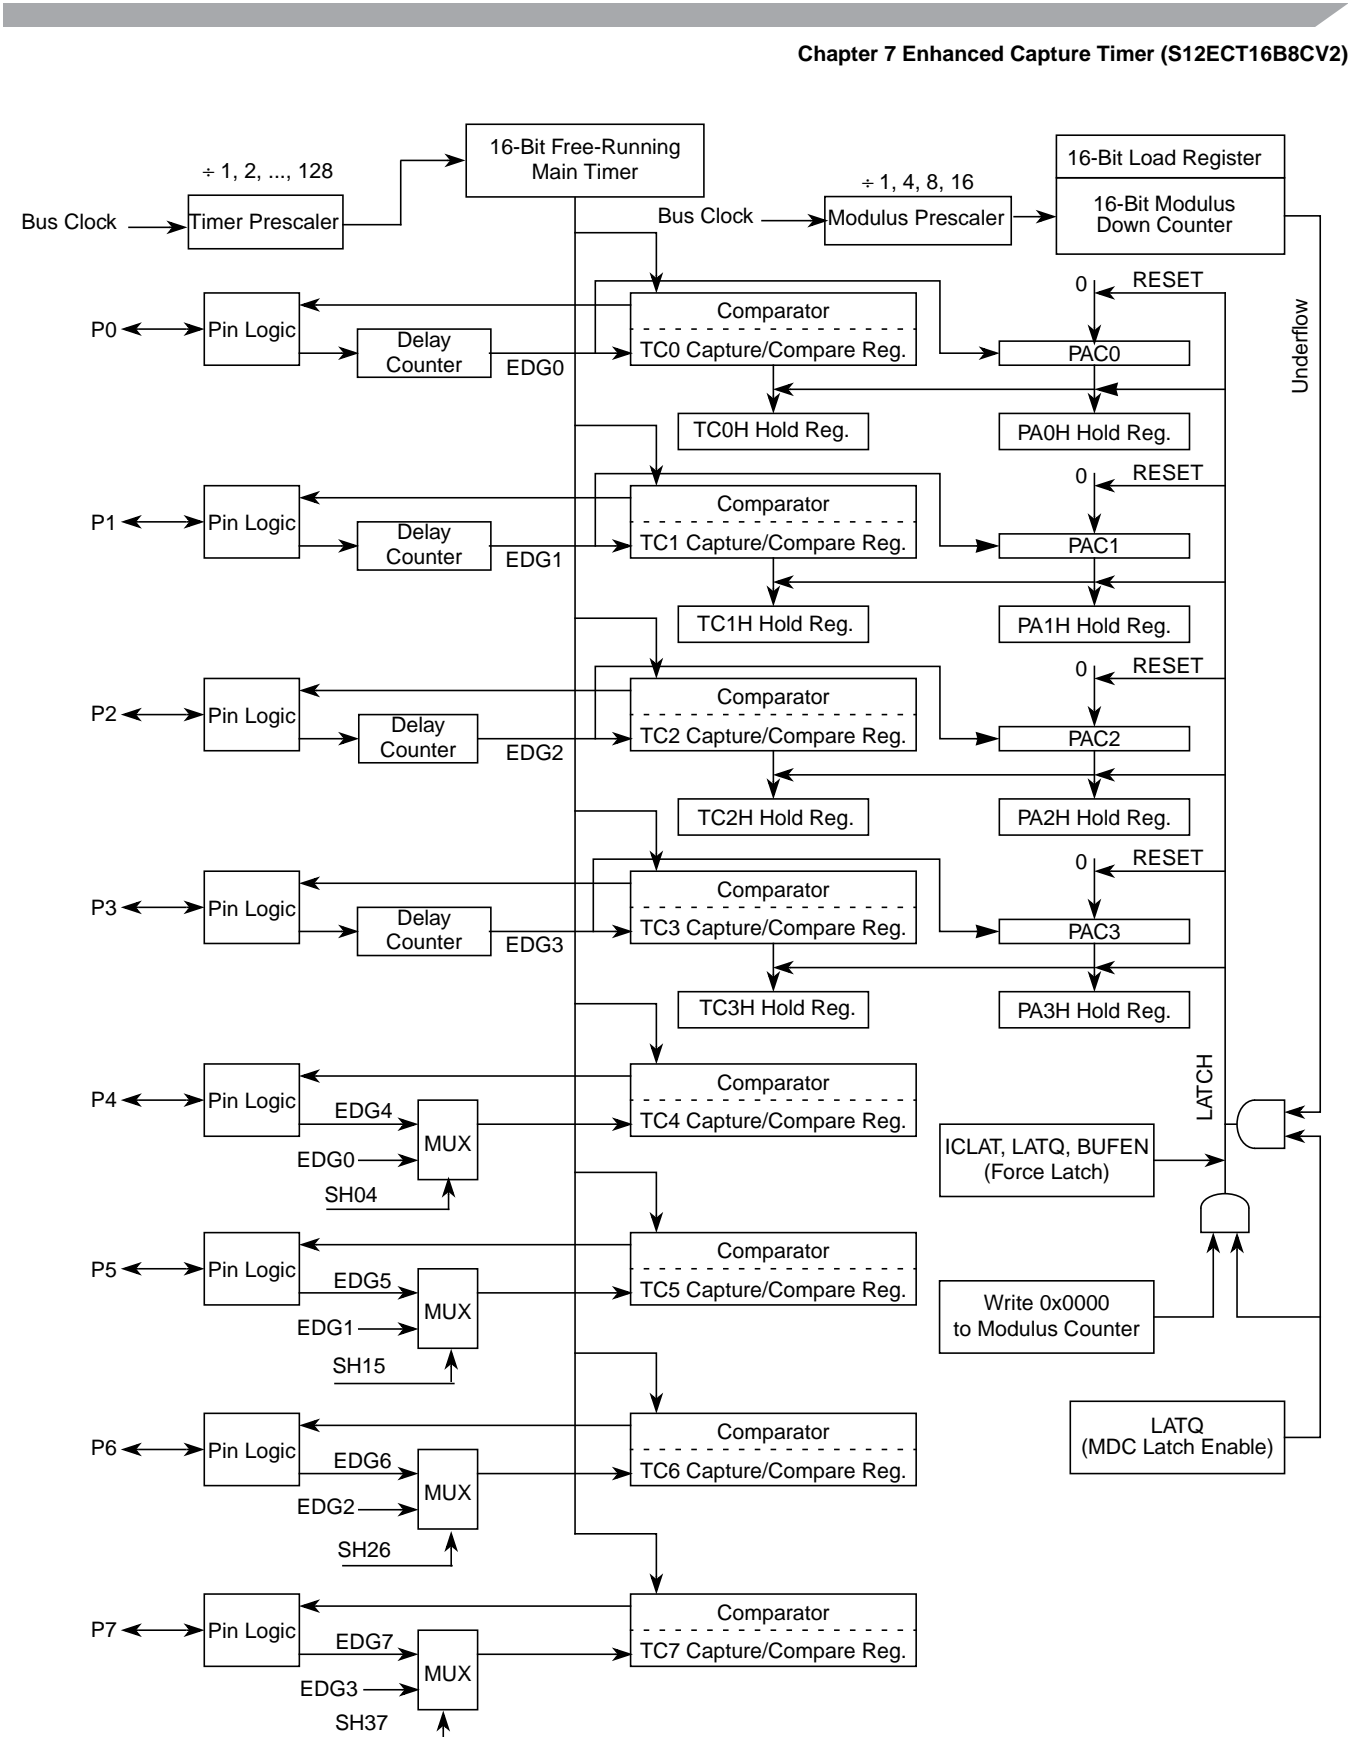 Chapter 7 Enhanced Capture Timer (S12ECT16B8CV2)
÷ 1, 2, ..., 128
Bus Clock
Timer Prescaler
16-Bit Free-Running
Main Timer
÷ 1, 4, 8, 16
Bus Clock
Modulus Prescaler
16-Bit Load Register
16-Bit Modulus
Down Counter
Underflow
P0
Pin Logic
Delay
Counter
EDG0
Comparator
TC0 Capture/Compare Reg.
0
RESET
PAC0
TC0H Hold Reg.
PA0H Hold Reg.
P1
Pin Logic
Delay
Counter
EDG1
Comparator
TC1 Capture/Compare Reg.
0
RESET
PAC1
TC1H Hold Reg.
PA1H Hold Reg.
P2
Pin Logic
Delay
Counter
EDG2
Comparator
TC2 Capture/Compare Reg.
0
RESET
PAC2
TC2H Hold Reg.
PA2H Hold Reg.
P3
Pin Logic
Delay
Counter
EDG3
Comparator
TC3 Capture/Compare Reg.
0
RESET
PAC3
TC3H Hold Reg.
PA3H Hold Reg.
LATCH
P4
Pin Logic
EDG4
EDG0
MUX
SH04
Comparator
TC4 Capture/Compare Reg.
ICLAT, LATQ, BUFEN
(Force Latch)
P5
Pin Logic
EDG5
EDG1
MUX
SH15
Comparator
TC5 Capture/Compare Reg.
Write 0x0000
to Modulus Counter
P6
Pin Logic
EDG6
EDG2
MUX
SH26
Comparator
TC6 Capture/Compare Reg.
LATQ
(MDC Latch Enable)
P7
Pin Logic
EDG7
EDG3
MUX
SH37
Comparator
TC7 Capture/Compare Reg.